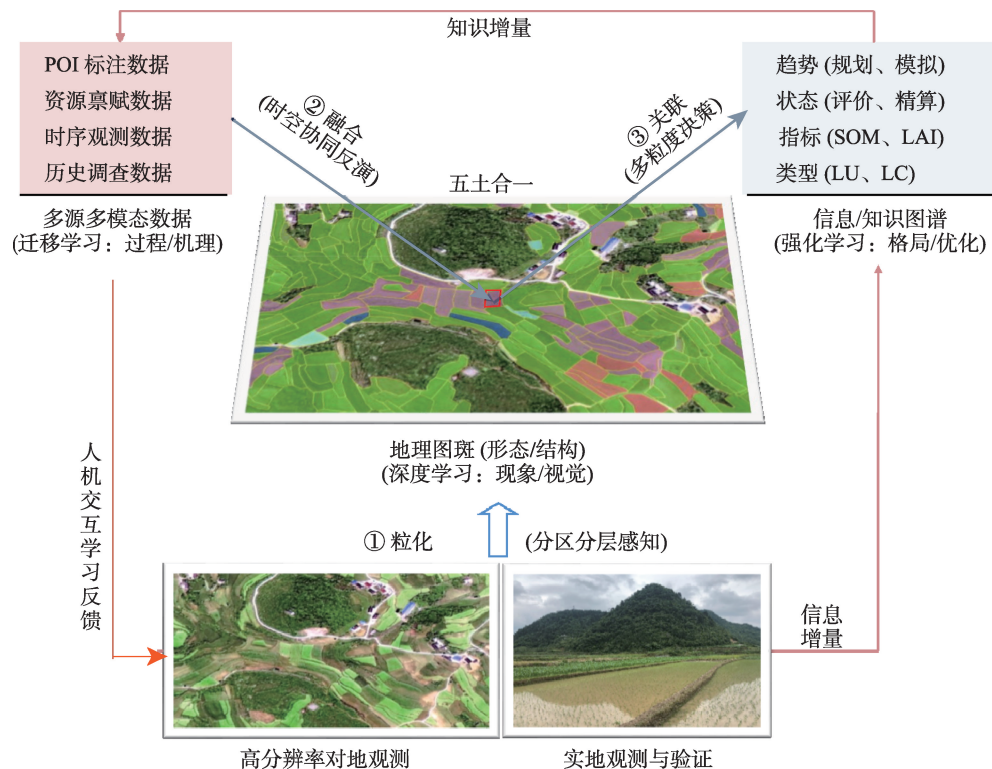 知识增量
POI 标注数据
资源禀赋数据
时序观测数据
历史调查数据
多源多模态数据
(迁移学习：过程/机理)
② 融合
(时空协同反演)
③ 关联
(多粒度决策)
趋势 (规划、模拟)
状态 (评价、精算)
指标 (SOM、LAI)
类型 (LU、LC)
信息/知识图谱
(强化学习：格局/优化)
五土合一
地理图斑 (形态/结构)
(深度学习：现象/视觉)
① 粒化
(分区分层感知)
人机交互学习反馈
信息
增量
高分辨率对地观测
实地观测与验证